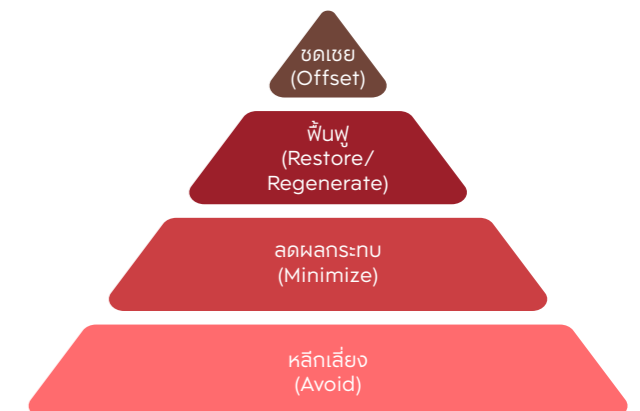 ชดเชย
(Offset)
ฟื้นฟู
(Restore/
Regenerate)
ลดผลกระทบ
(Minimize)
หลีกเลี่ยง
(Avoid)